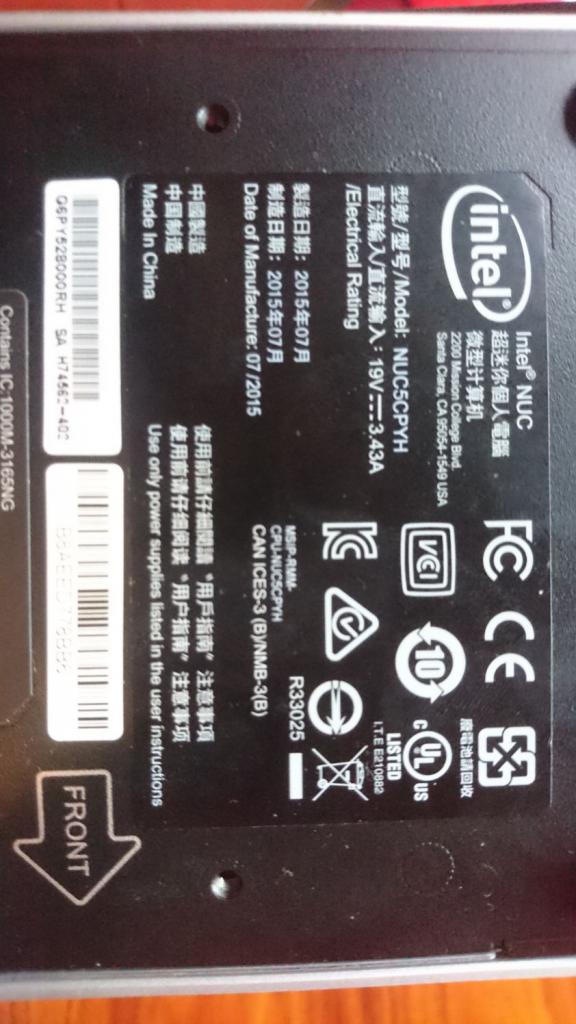 intel®
Intel® NUC
超迷你個人電腦
微型计算机
2200 Mission College Blvd.
Santa Clara, CA 95054-1549 USA
型號/型号/Model: NUC5CPYH
直流輸入/直流输入: 19V⎓3.43A
/Electrical Rating
製造日期: 2015年07月
制造日期: 2015年07月
Date of Manufacture: 07/2015
中國製造
中国制造
Made In China
FC CE
廢電池請回收
VCI
10
c UL US
LISTED
I.T.E E210882
MSIP-RMM-
CPU-NUC5CPYH
CAN ICES-3 (B)/NMB-3(B)
R33025
使用前請仔細閱讀 "用戶指南" 注意事項
使用前请仔细阅读 "用户指南" 注意事项
Use only power supplies listed in the user instructions
G6PY528000RH SA H74562-402
FRONT
Contains IC:1000M-3165NG